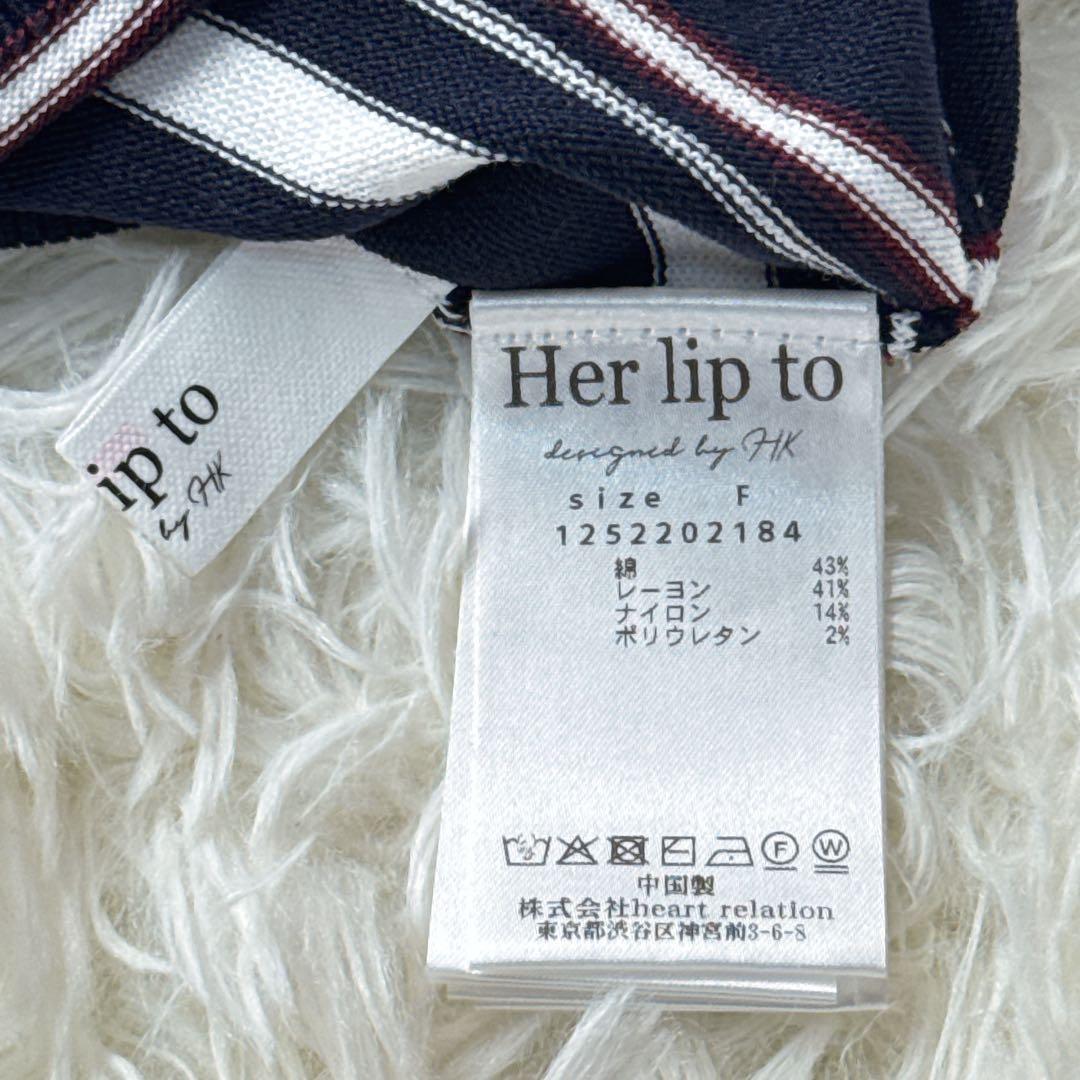 ip to
by HK
Her lip to
designed by HK
size F
1252202184
綿 43%
レーヨン 41%
ナイロン 14%
ポリウレタン 2%
F W
中国製
株式会社heart relation
東京都渋谷区神宮前3-6-8